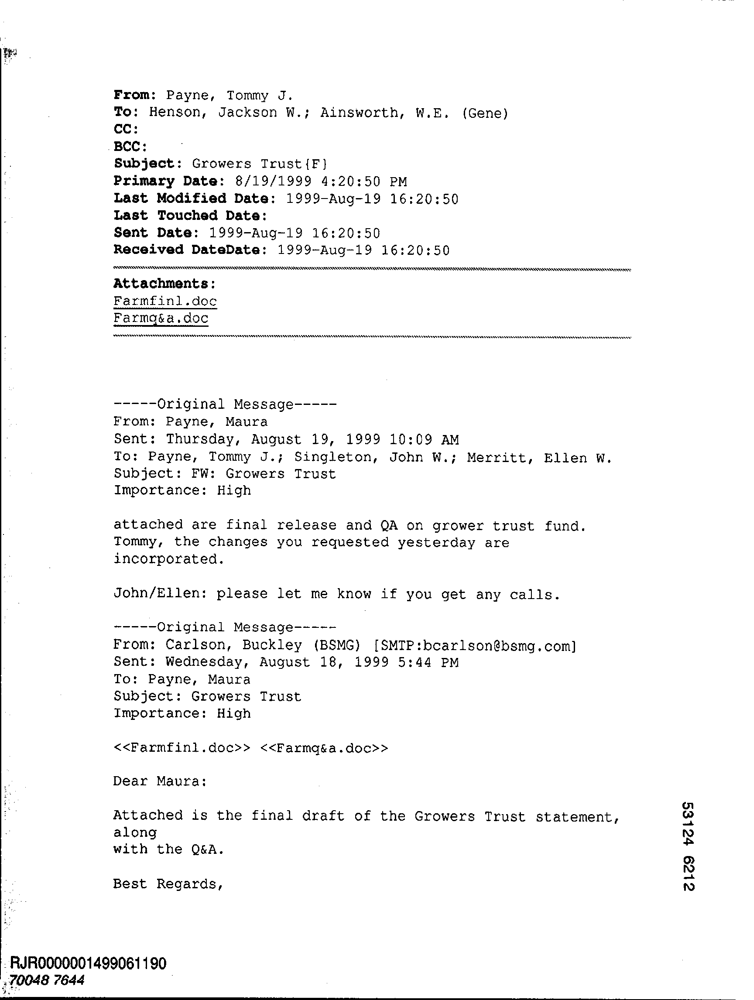 From: Payne, Tommy J.
To: Henson, Jackson W.; Ainsworth, W.E. (Gene)
CC:
BCC:
Subject: Growers Trust{F}
Primary Date: 8/19/1999 4:20:50 PM
Last Modified Date: 1999-Aug-19 16:20:50
Last Touched Date:
Sent Date: 1999-Aug-19 16:20:50
Received DateDate: 1999-Aug-19 16:20:50
Attachments:
Farmfinl.doc
Farmq&a.doc
-----Original Message-----
From: Payne, Maura
Sent: Thursday, August 19, 1999 10:09 AM
To: Payne, Tommy J.; Singleton, John W.; Merritt, Ellen W.
Subject: FW: Growers Trust
Importance: High
attached are final release and QA on grower trust fund.
Tommy, the changes you requested yesterday are
incorporated.
John/Ellen: please let me know if you get any calls.
-----Original Message-----
From: Carlson, Buckley (BSMG) [SMTP:bcarlson@bsmg.com]
Sent: Wednesday, August 18, 1999 5:44 PM
To: Payne, Maura
Subject: Growers Trust
Importance: High
<<Farmfinl.doc>> <<Farmq&a.doc>>
Dear Maura:
Attached is the final draft of the Growers Trust statement,
along
with the Q&A.
Best Regards,
53124 6212
RJR0000001499061190
70048 7644